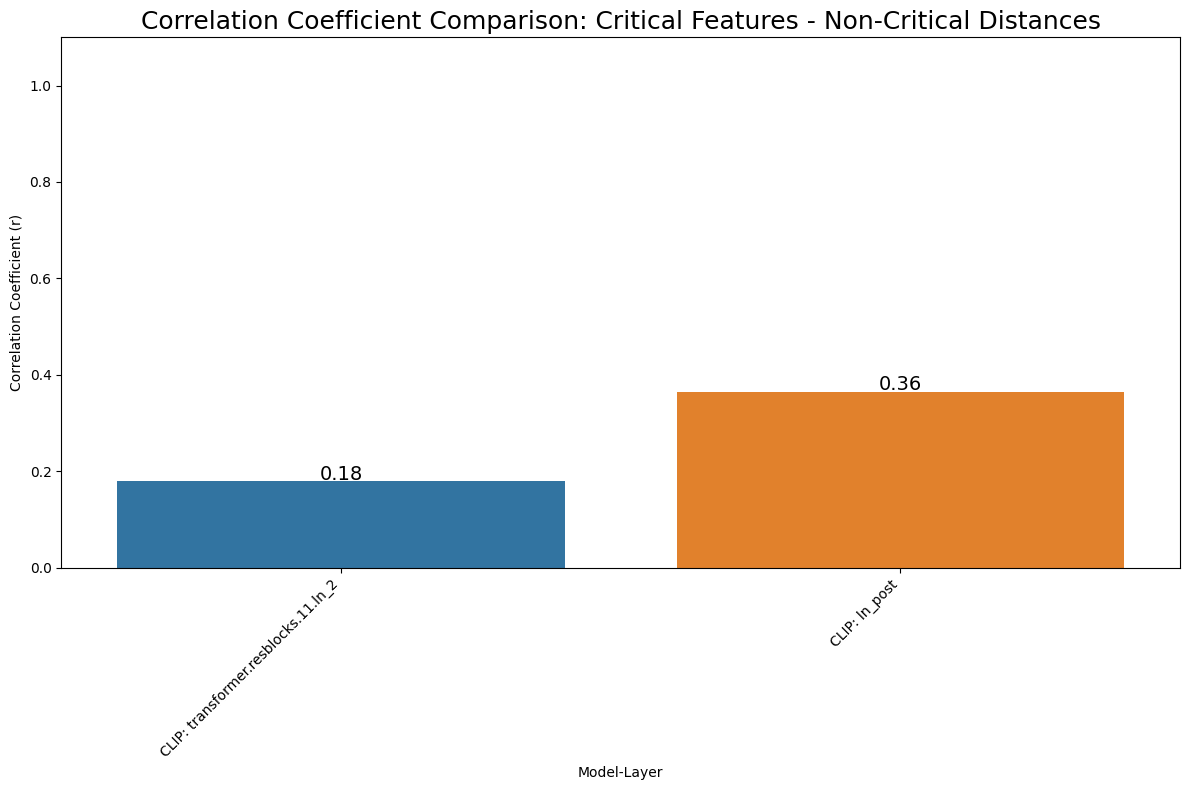 Correlation Coefficient Comparison: Critical Features - Non-Critical Distances
Correlation Coefficient (r)
1.0
0.8
0.6
0.4
0.2
0.0
0.18
0.36
CLIP: transformer.resblocks.11.ln_2
CLIP: ln_post
Model-Layer